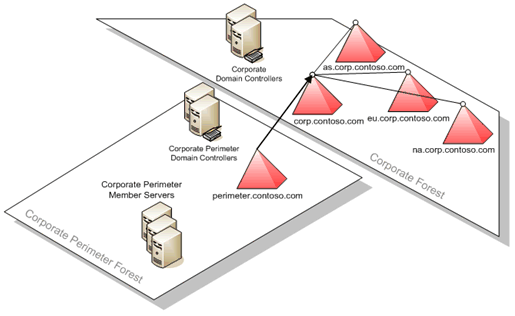 Corporate
Domain Controllers
as.corp.contoso.com
corp.contoso.com
eu.corp.contoso.com
na.corp.contoso.com
Corporate Forest
Corporate Perimeter
Domain Controllers
perimeter.contoso.com
Corporate Perimeter
Member Servers
Corporate Perimeter Forest